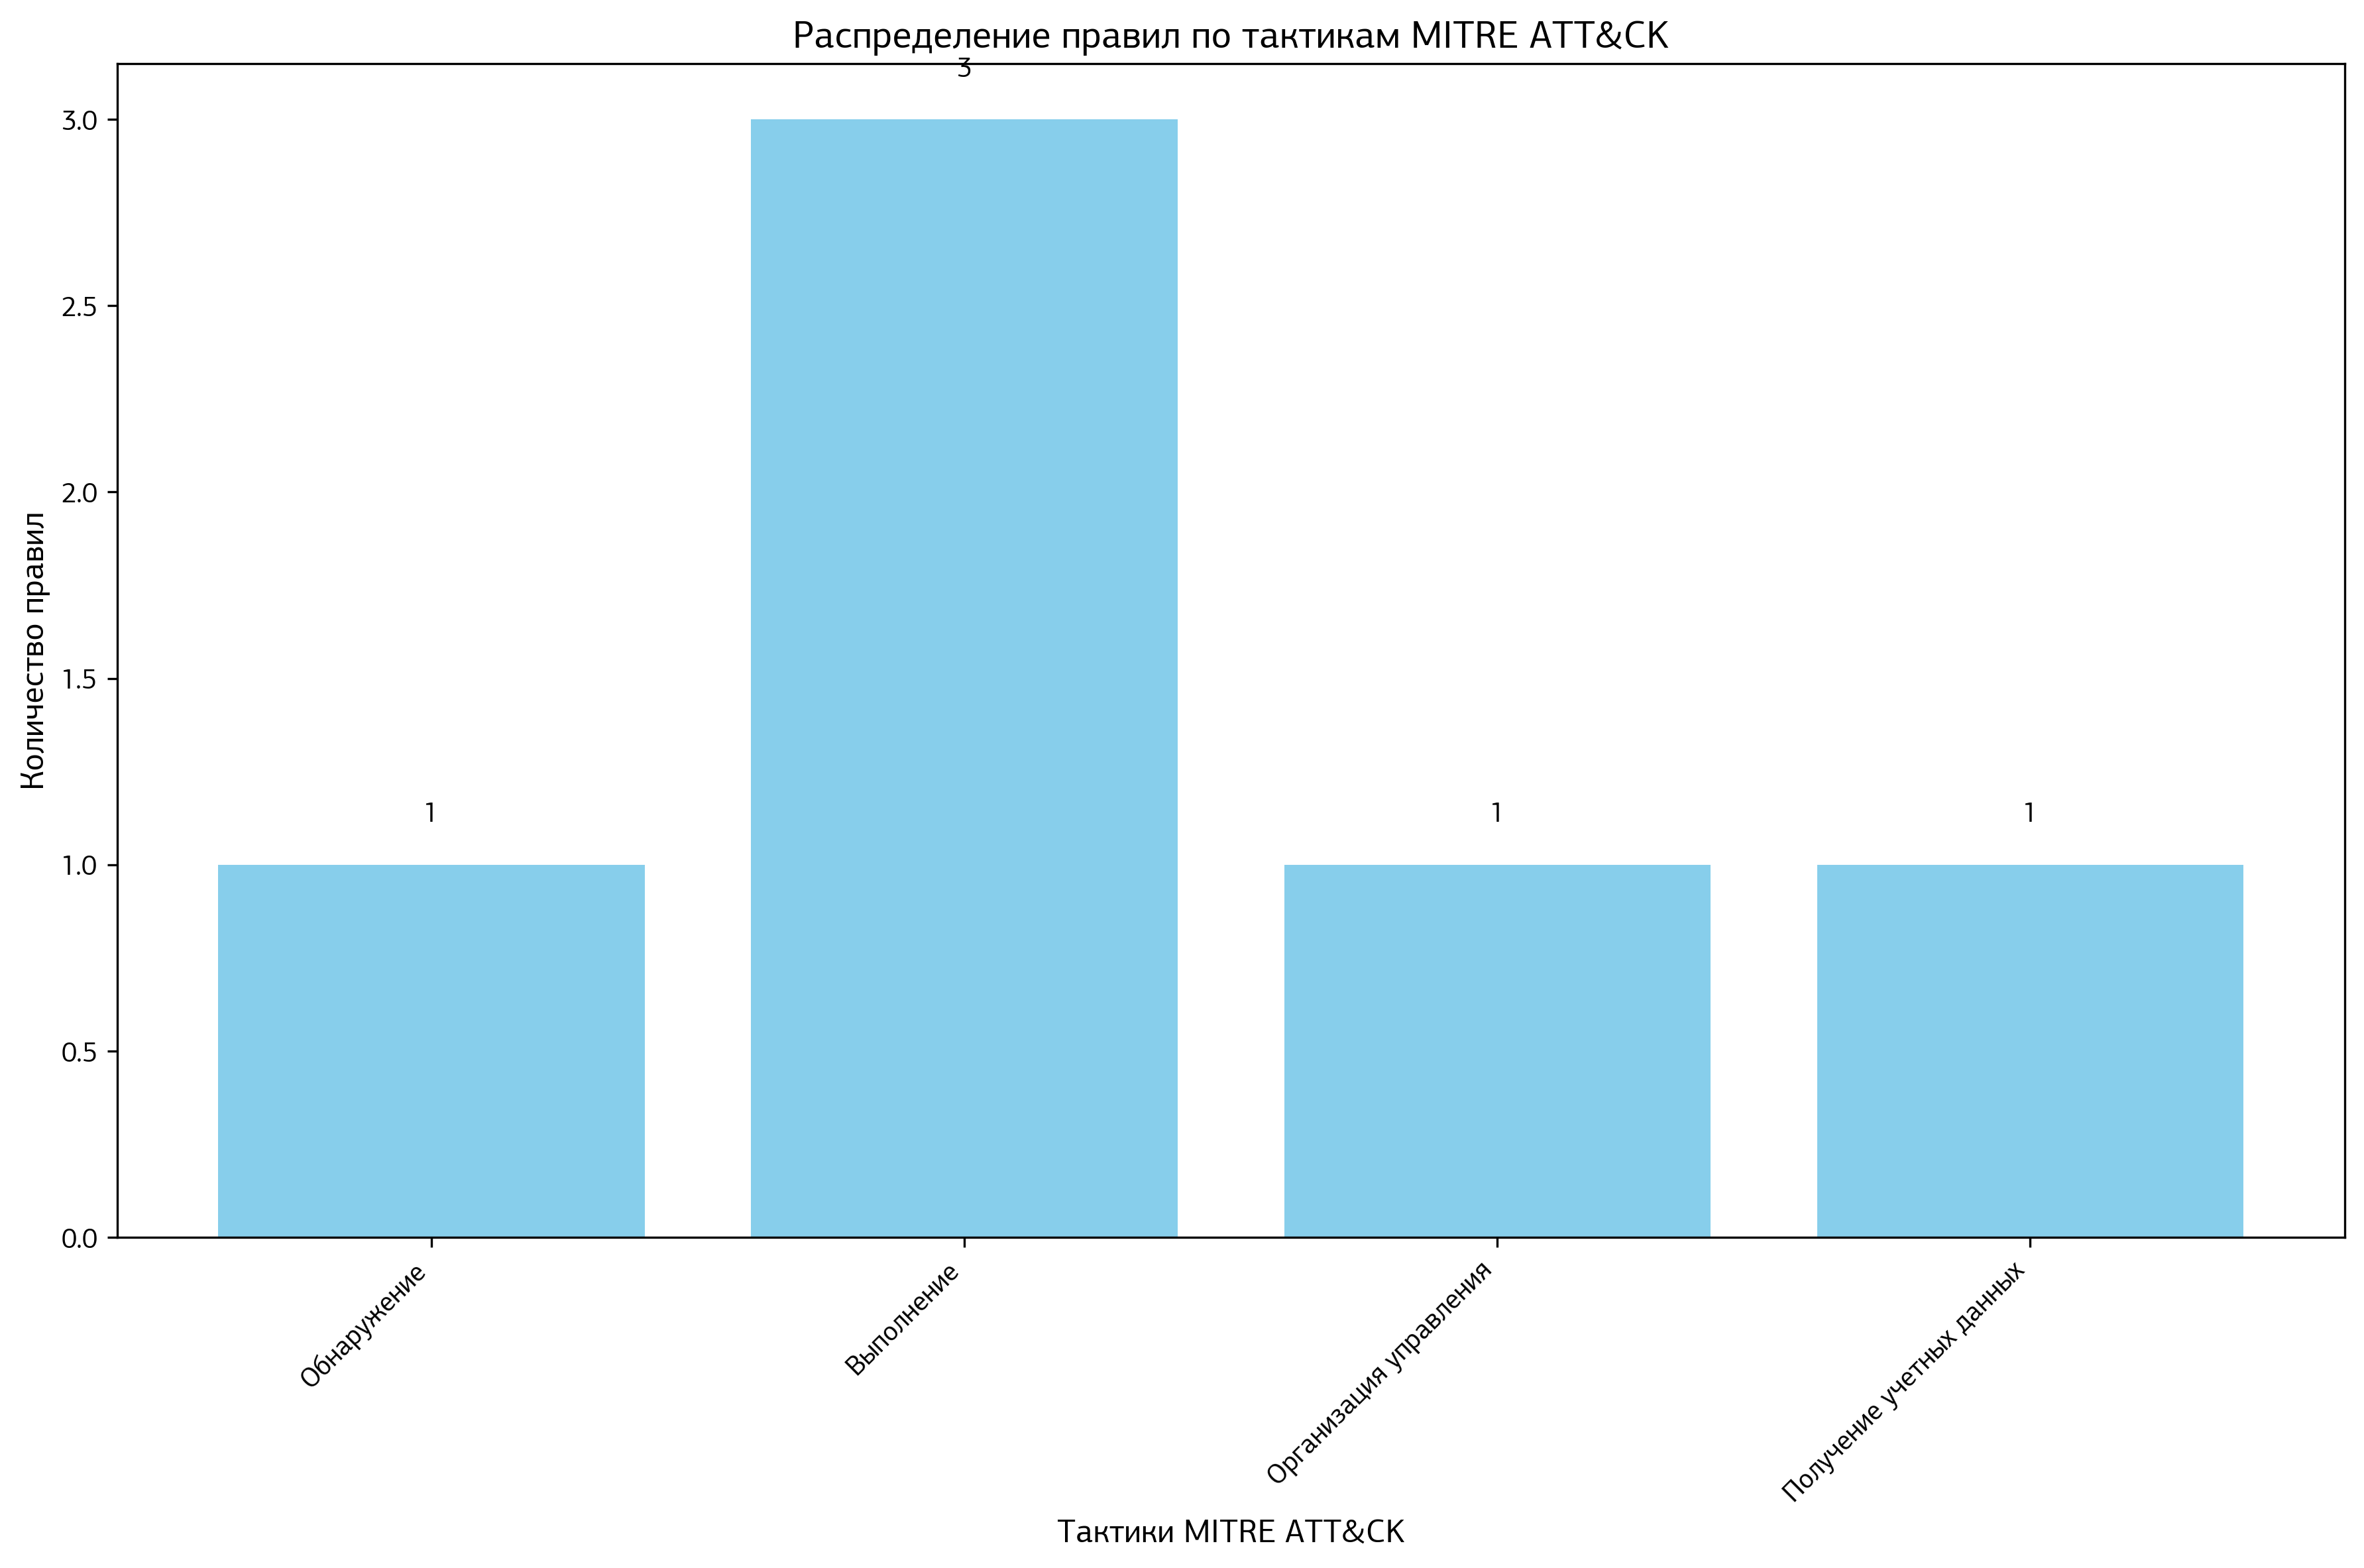 Распределение правил по тактикам MITRE ATT&CK
3
3.0
2.5
2.0
1.5
1.0
0.5
0.0
Количество правил
1
1
1
Обнаружение
Выполнение
Организация управления
Получение учетных данных
Тактики MITRE ATT&CK